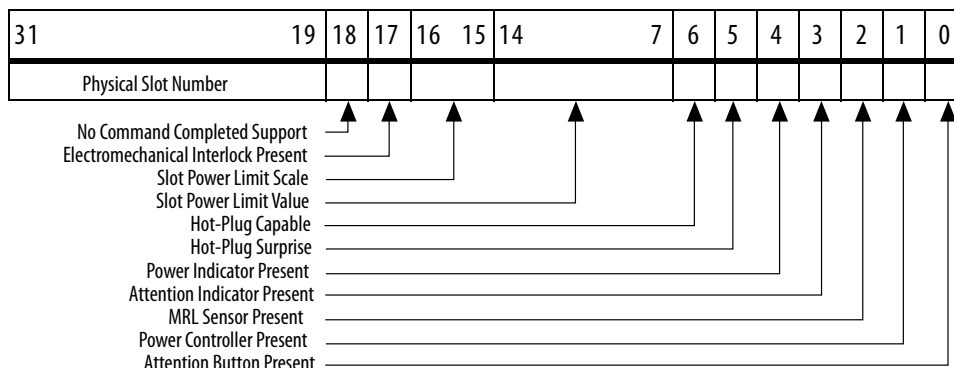 31 19 18 17 16 15 14 7 6 5 4 3 2 1 0
Physical Slot Number
No Command Completed Support
Electromechanical Interlock Present
Slot Power Limit Scale
Slot Power Limit Value
Hot-Plug Capable
Hot-Plug Surprise
Power Indicator Present
Attention Indicator Present
MRL Sensor Present
Power Controller Present
Attention Button Present